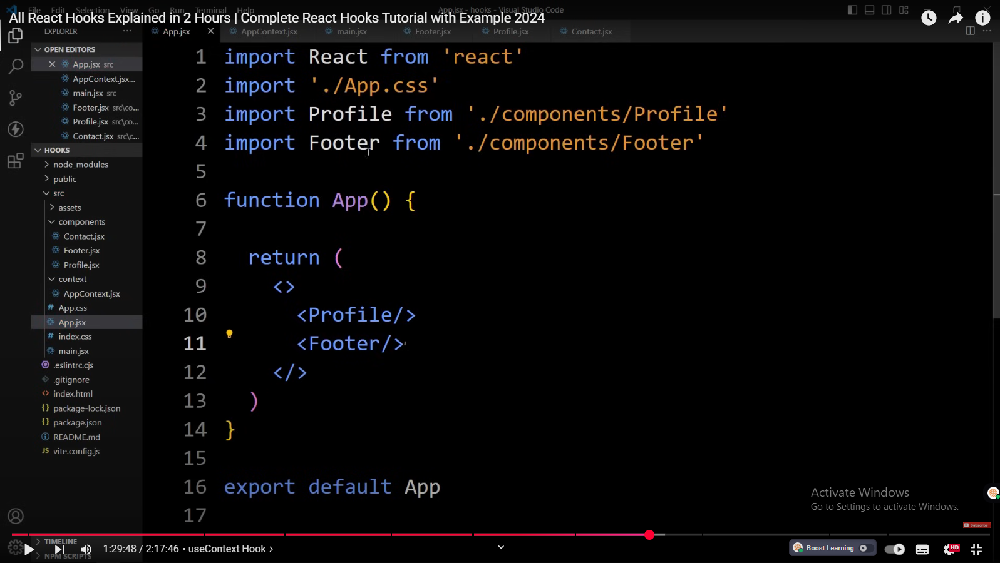 File Edit Selection View Go Run Terminal Help App.jsx - hooks - Visual Studio Code
All React Hooks Explained in 2 Hours | Complete React Hooks Tutorial with Example 2024
EXPLORER ···
App.jsx AppContext.jsx main.jsx Footer.jsx Profile.jsx Contact.jsx
OPEN EDITORS
App.jsx src
AppContext.jsx...
main.jsx src
Footer.jsx src\co...
Profile.jsx src\co...
Contact.jsx src\c...
HOOKS
node_modules
public
src
assets
components
Contact.jsx
Footer.jsx
Profile.jsx
context
AppContext.jsx
# App.css
App.jsx
# index.css
main.jsx
.eslintrc.cjs
.gitignore
<> index.html
{} package-lock.json
{} package.json
README.md
JS vite.config.js
TIMELINE
NPM SCRIPTS
1 import React from 'react'
2 import './App.css'
3 import Profile from './components/Profile'
4 import Footer from './components/Footer'
5
6 function App() {
7
8 return (
9 <>
10 <Profile/>
11 <Footer/>
12 </>
13 )
14 }
15
16 export default App
17
Activate Windows
Go to Settings to activate Windows.
Subscribe
1:29:48 / 2:17:46 • useContext Hook >
Boost Learning
HD